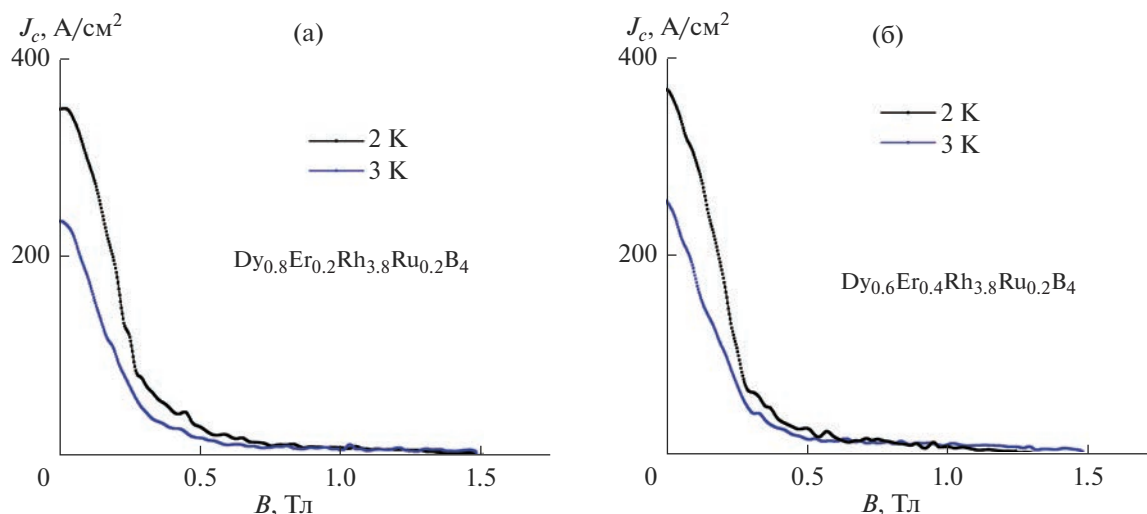 J_c, А/см²
(а)
400
2 K
3 K
200
Dy₀.₈Er₀.₂Rh₃.₈Ru₀.₂B₄
0
0.5
1.0
1.5
B, Тл
J_c, А/см²
(б)
400
2 K
3 K
200
Dy₀.₆Er₀.₄Rh₃.₈Ru₀.₂B₄
0
0.5
1.0
1.5
B, Тл